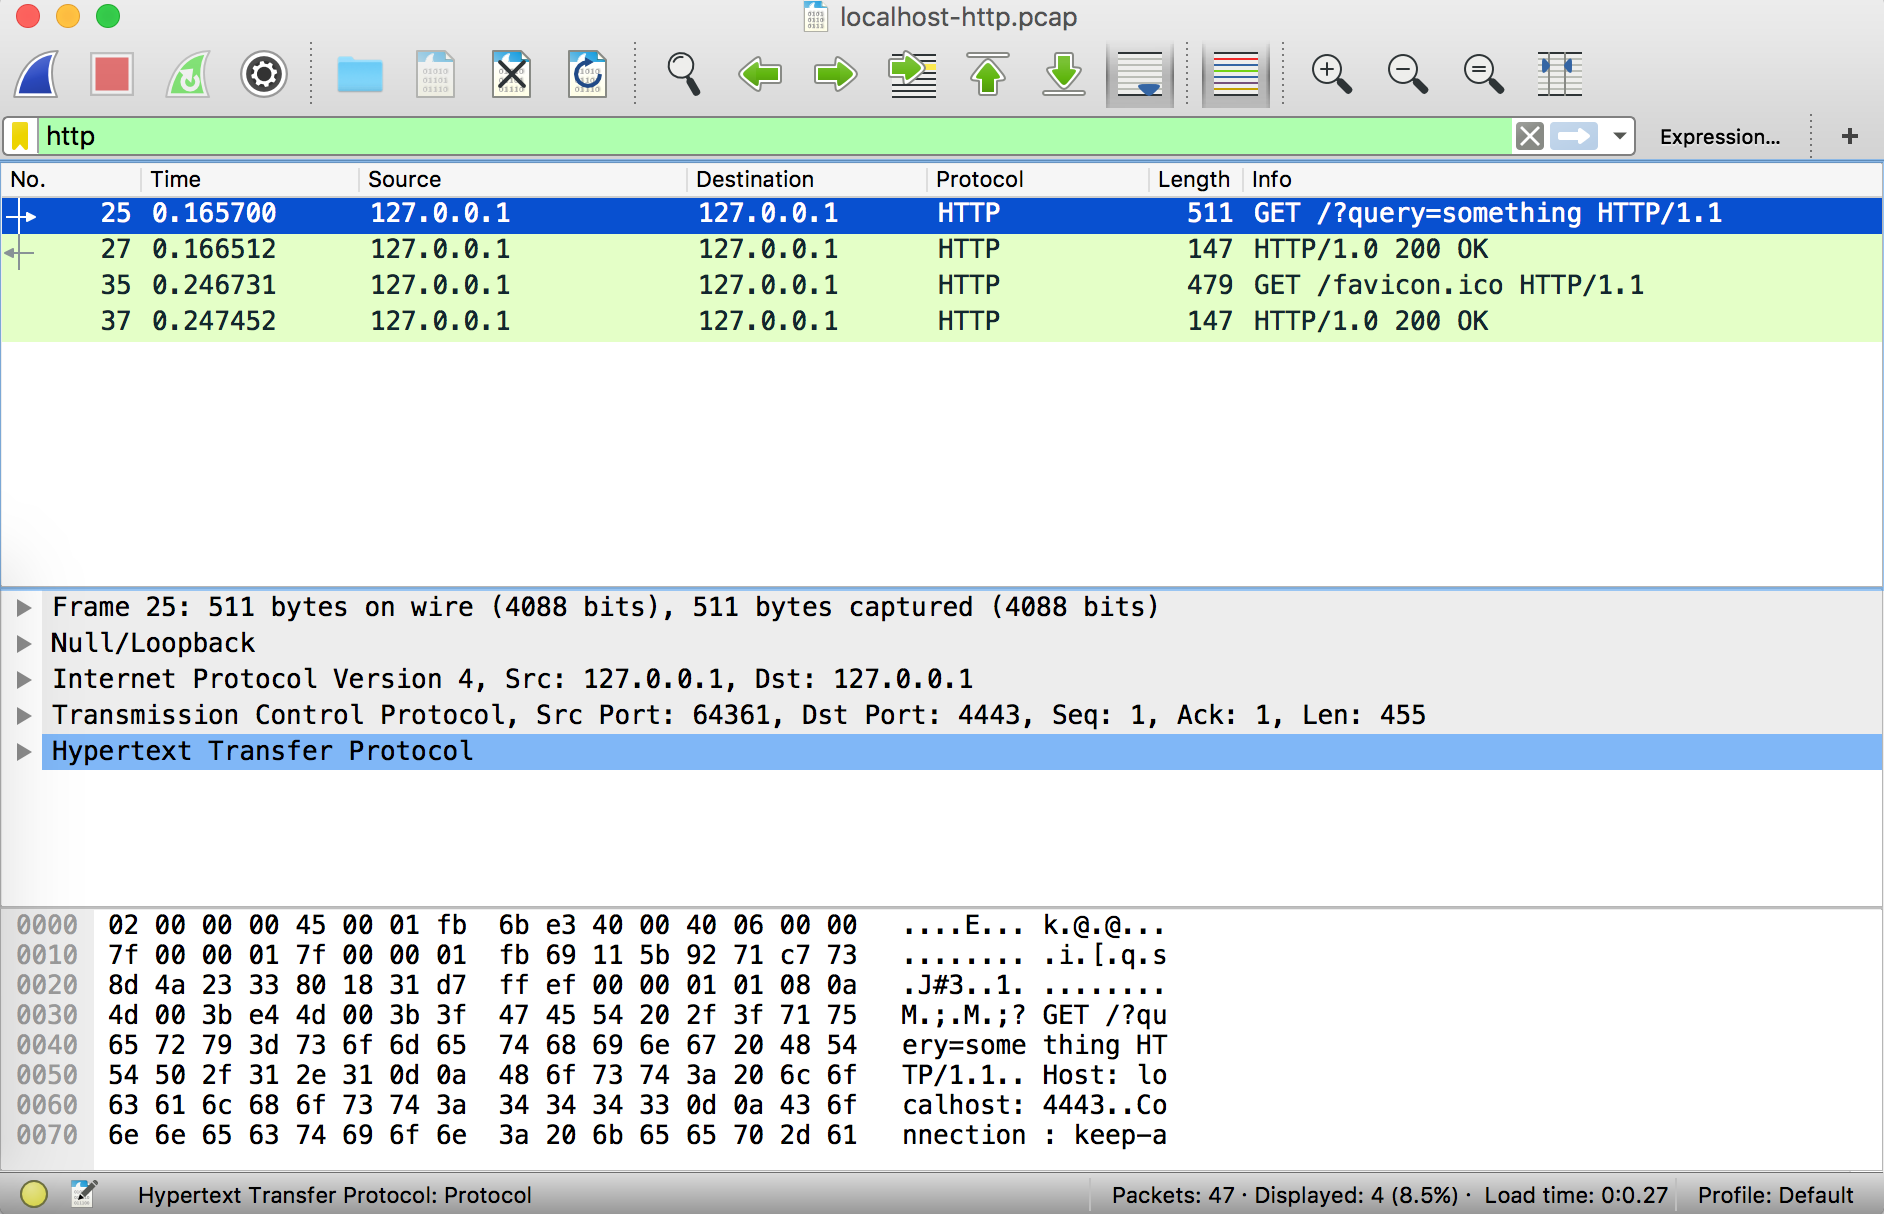 localhost-http.pcap
http
Expression...
+
No. Time Source Destination Protocol Length Info
25 0.165700 127.0.0.1 127.0.0.1 HTTP 511 GET /?query=something HTTP/1.1
27 0.166512 127.0.0.1 127.0.0.1 HTTP 147 HTTP/1.0 200 OK
35 0.246731 127.0.0.1 127.0.0.1 HTTP 479 GET /favicon.ico HTTP/1.1
37 0.247452 127.0.0.1 127.0.0.1 HTTP 147 HTTP/1.0 200 OK
Frame 25: 511 bytes on wire (4088 bits), 511 bytes captured (4088 bits)
Null/Loopback
Internet Protocol Version 4, Src: 127.0.0.1, Dst: 127.0.0.1
Transmission Control Protocol, Src Port: 64361, Dst Port: 4443, Seq: 1, Ack: 1, Len: 455
Hypertext Transfer Protocol
0000 02 00 00 00 45 00 01 fb 6b e3 40 00 40 06 00 00 ....E... k.@.@...
0010 7f 00 00 01 7f 00 00 01 fb 69 11 5b 92 71 c7 73 ........ .i.[.q.s
0020 8d 4a 23 33 80 18 31 d7 ff ef 00 00 01 01 08 0a .J#3..1. ........
0030 4d 00 3b e4 4d 00 3b 3f 47 45 54 20 2f 3f 71 75 M.;.M.;? GET /?qu
0040 65 72 79 3d 73 6f 6d 65 74 68 69 6e 67 20 48 54 ery=some thing HT
0050 54 50 2f 31 2e 31 0d 0a 48 6f 73 74 3a 20 6c 6f TP/1.1.. Host: lo
0060 63 61 6c 68 6f 73 74 3a 34 34 34 33 0d 0a 43 6f calhost: 4443..Co
0070 6e 6e 65 63 74 69 6f 6e 3a 20 6b 65 65 70 2d 61 nnection : keep-a
Hypertext Transfer Protocol: Protocol
Packets: 47 · Displayed: 4 (8.5%) · Load time: 0:0.27
Profile: Default